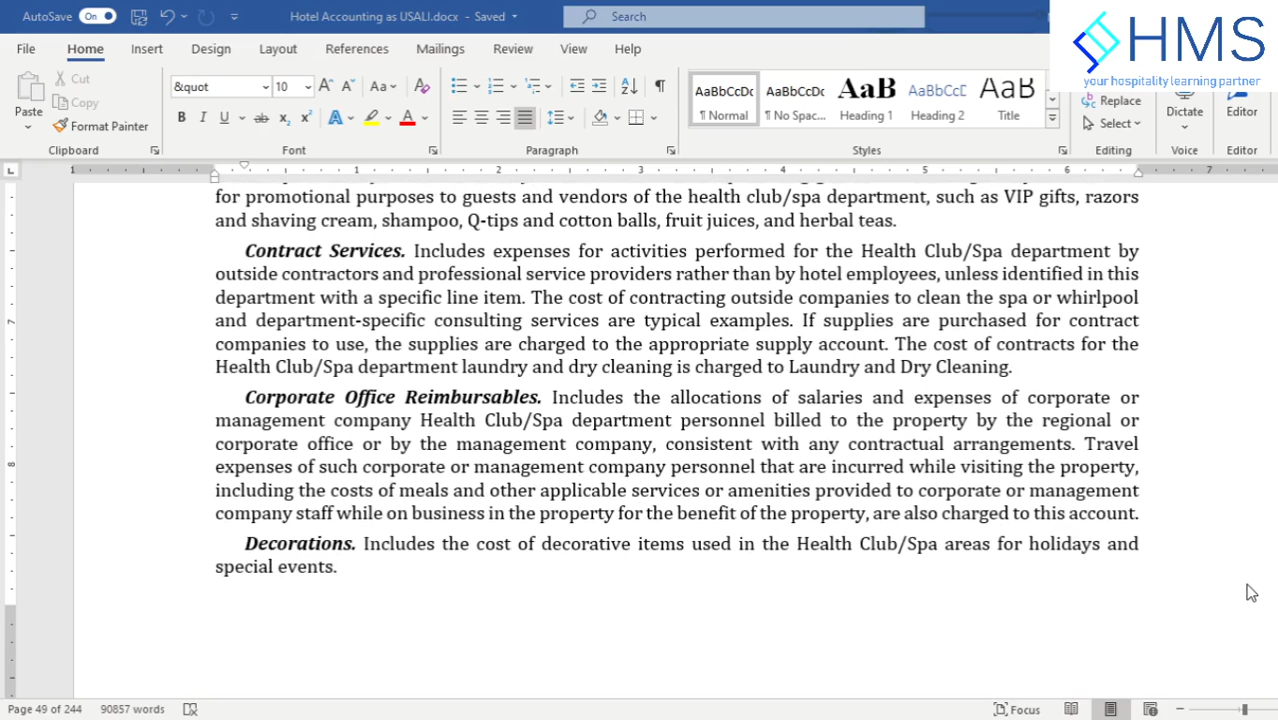 AutoSave On Hotel Accounting as USALI.docx - Saved Search
HMS
your hospitality learning partner
File Home Insert Design Layout References Mailings Review View Help
Paste Cut Copy Format Painter
&quot 10 Aa
B I U ab x₂ x² A A
AaBbCcDc AaBbCcDc AaBbC AaBbCcD AaB
¶ Normal ¶ No Spac... Heading 1 Heading 2 Title
Replace Select Dictate Editor
Clipboard Font Paragraph Styles Editing Voice Editor
1 1 2 3 4 5 6 7
for promotional purposes to guests and vendors of the health club/spa department, such as VIP gifts, razors
and shaving cream, shampoo, Q-tips and cotton balls, fruit juices, and herbal teas.
Contract Services. Includes expenses for activities performed for the Health Club/Spa department by
outside contractors and professional service providers rather than by hotel employees, unless identified in this
department with a specific line item. The cost of contracting outside companies to clean the spa or whirlpool
and department-specific consulting services are typical examples. If supplies are purchased for contract
companies to use, the supplies are charged to the appropriate supply account. The cost of contracts for the
Health Club/Spa department laundry and dry cleaning is charged to Laundry and Dry Cleaning.
Corporate Office Reimbursables. Includes the allocations of salaries and expenses of corporate or
management company Health Club/Spa department personnel billed to the property by the regional or
corporate office or by the management company, consistent with any contractual arrangements. Travel
expenses of such corporate or management company personnel that are incurred while visiting the property,
including the costs of meals and other applicable services or amenities provided to corporate or management
company staff while on business in the property for the benefit of the property, are also charged to this account.
Decorations. Includes the cost of decorative items used in the Health Club/Spa areas for holidays and
special events.
7
8
Page 49 of 244 90857 words Focus